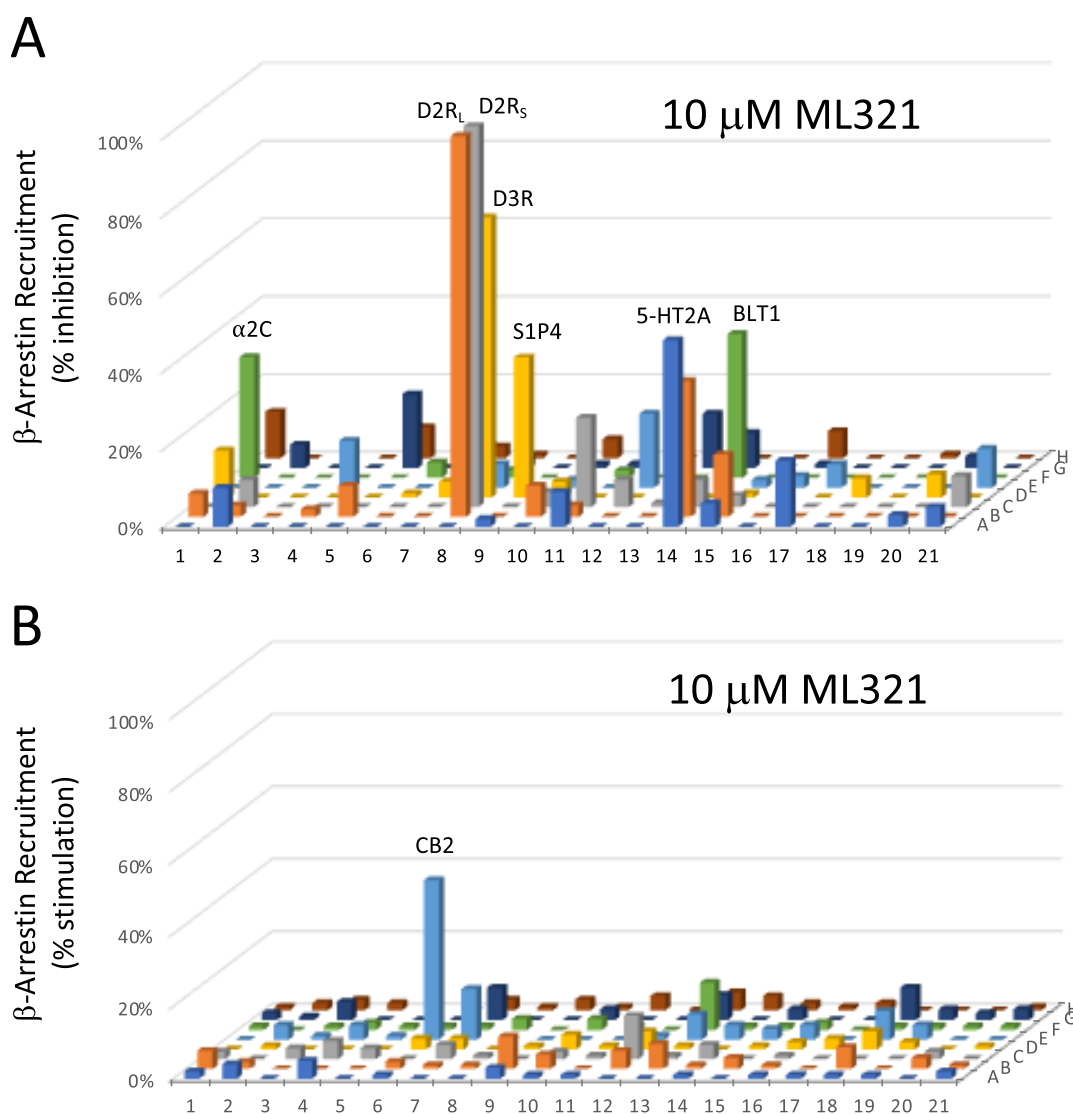 A
10 μM ML321
β-Arrestin Recruitment
(% inhibition)
100%
80%
60%
40%
20%
0%
D2RL
D2RS
D3R
α2C
S1P4
5-HT2A
BLT1
1 2 3 4 5 6 7 8 9 10 11 12 13 14 15 16 17 18 19 20 21
A B C D E F G H
B
10 μM ML321
β-Arrestin Recruitment
(% stimulation)
100%
80%
60%
40%
20%
0%
CB2
1 2 3 4 5 6 7 8 9 10 11 12 13 14 15 16 17 18 19 20 21
A B C D E F G H